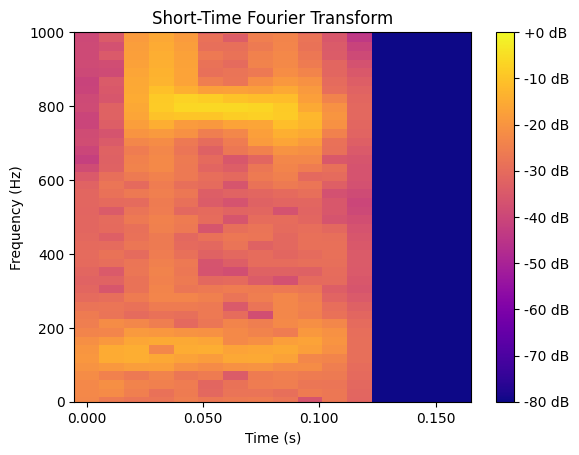 Short-Time Fourier Transform
1000
800
600
400
200
0
Frequency (Hz)
0.000
0.050
0.100
0.150
Time (s)
+0 dB
-10 dB
-20 dB
-30 dB
-40 dB
-50 dB
-60 dB
-70 dB
-80 dB